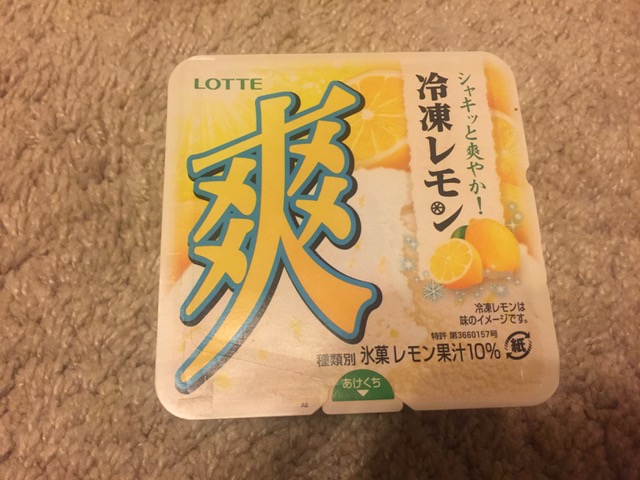 LOTTE
爽
シャキッと爽やか!
冷凍レモン
冷凍レモンは
味のイメージです。
特許 第3660157号
種類別 氷菓 レモン果汁10%
紙
あけくち
A6